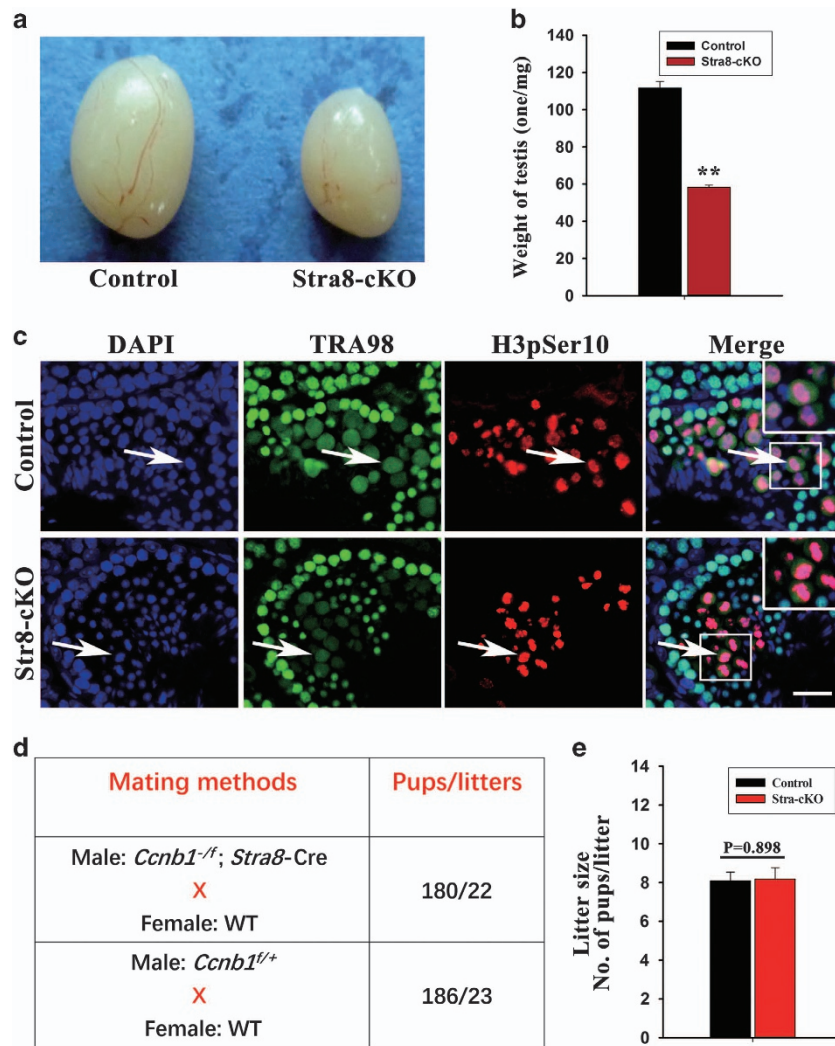 a
Control
Stra8-cKO
b
Weight of testis (one/mg)
140
120
100
80
60
40
20
0
Control
Stra8-cKO
**
c
DAPI TRA98 H3pSer10 Merge
Control
Str8-cKO
d
Mating methods Pups/litters
Male: Ccnb1-/f; Stra8-Cre
X
Female: WT
180/22
Male: Ccnb1f/+
X
Female: WT
186/23
e
Litter size
No. of pups/litter
14
12
10
8
6
4
2
0
Control
Stra-cKO
P=0.898